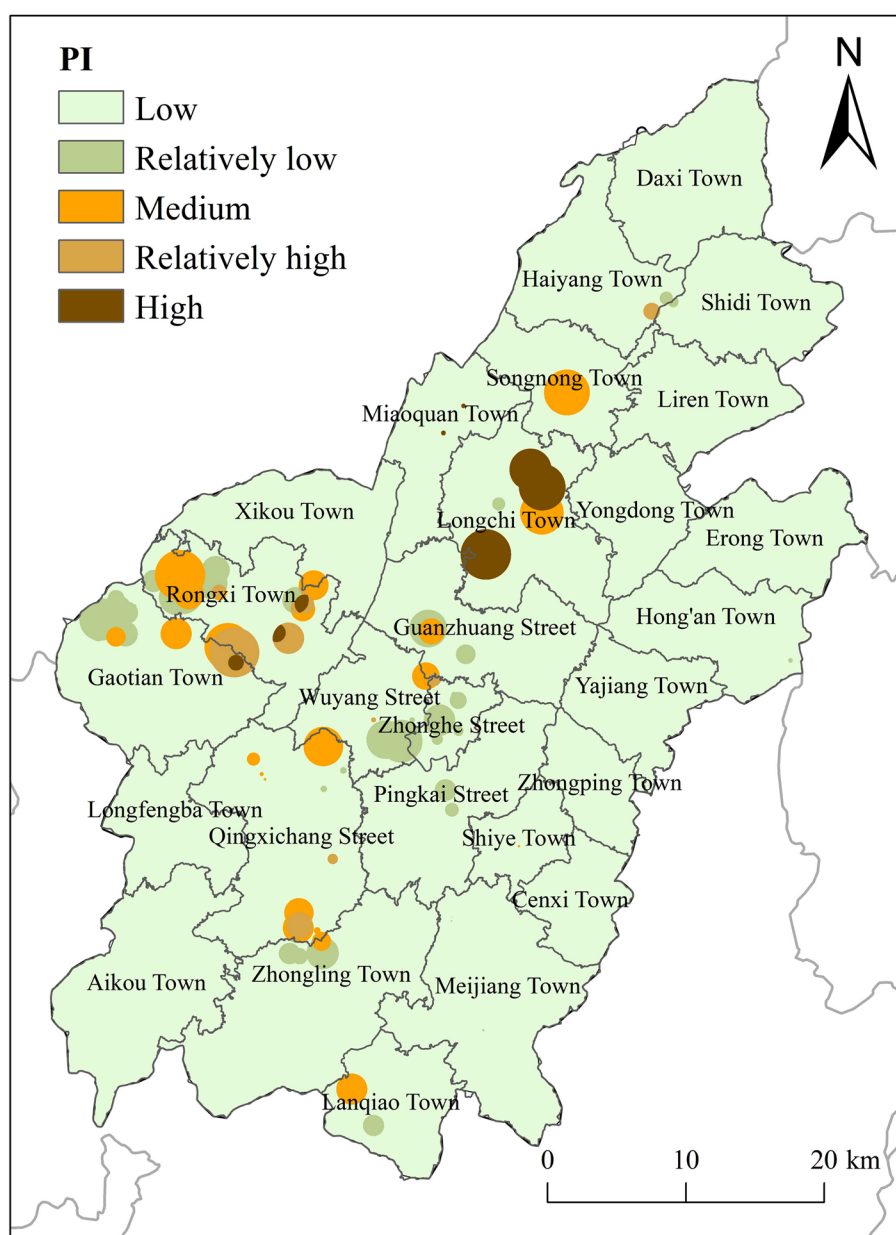 PI
N
Low
Relatively low
Medium
Relatively high
High
Daxi Town
Haiyang Town
Shidi Town
Songnong Town
Liren Town
Miaoquan Town
Xikou Town
Longchi Town
Yongdong Town
Erong Town
Rongxi Town
Hong'an Town
Guanzhuang Street
Gaotian Town
Yajiang Town
Wuyang Street
Zhonghe Street
Zhongping Town
Pingkai Street
Longfengba Town
Qingxichang Street
Shiye Town
Cenxi Town
Aikou Town
Zhongling Town
Meijiang Town
Lanqiao Town
0 10 20 km